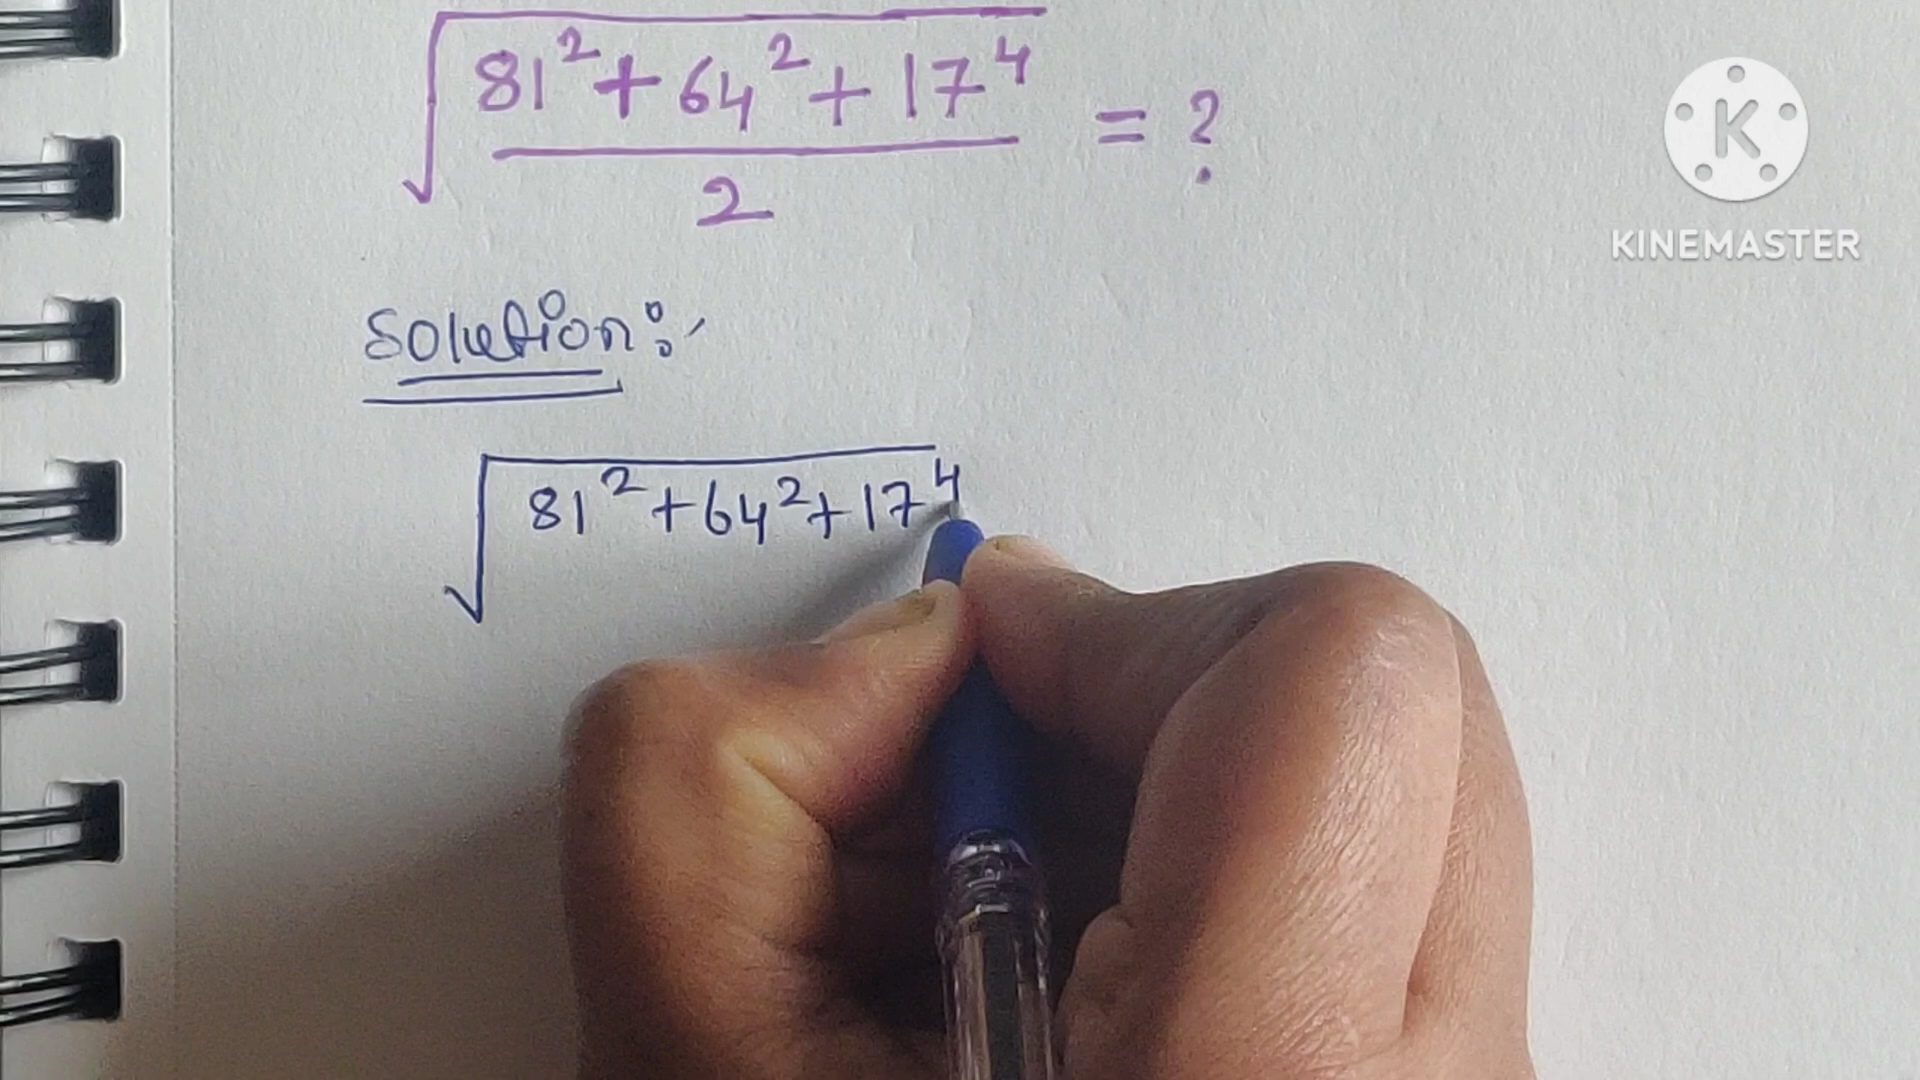 √(81² + 64² + 17⁴ / 2) = ?
K
KINEMASTER
Solution:-
√81² + 64² + 17⁴